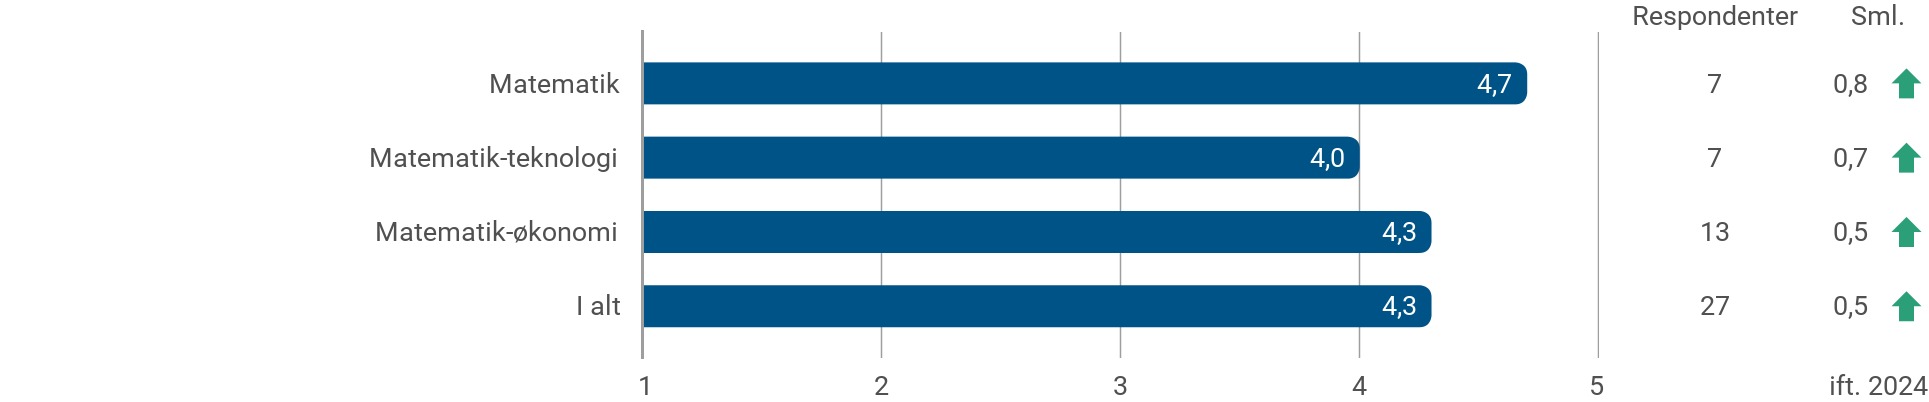 Respondenter Sml.
Matematik 4,7 7 0,8
Matematik-teknologi 4,0 7 0,7
Matematik-økonomi 4,3 13 0,5
I alt 4,3 27 0,5
1 2 3 4 5 ift. 2024